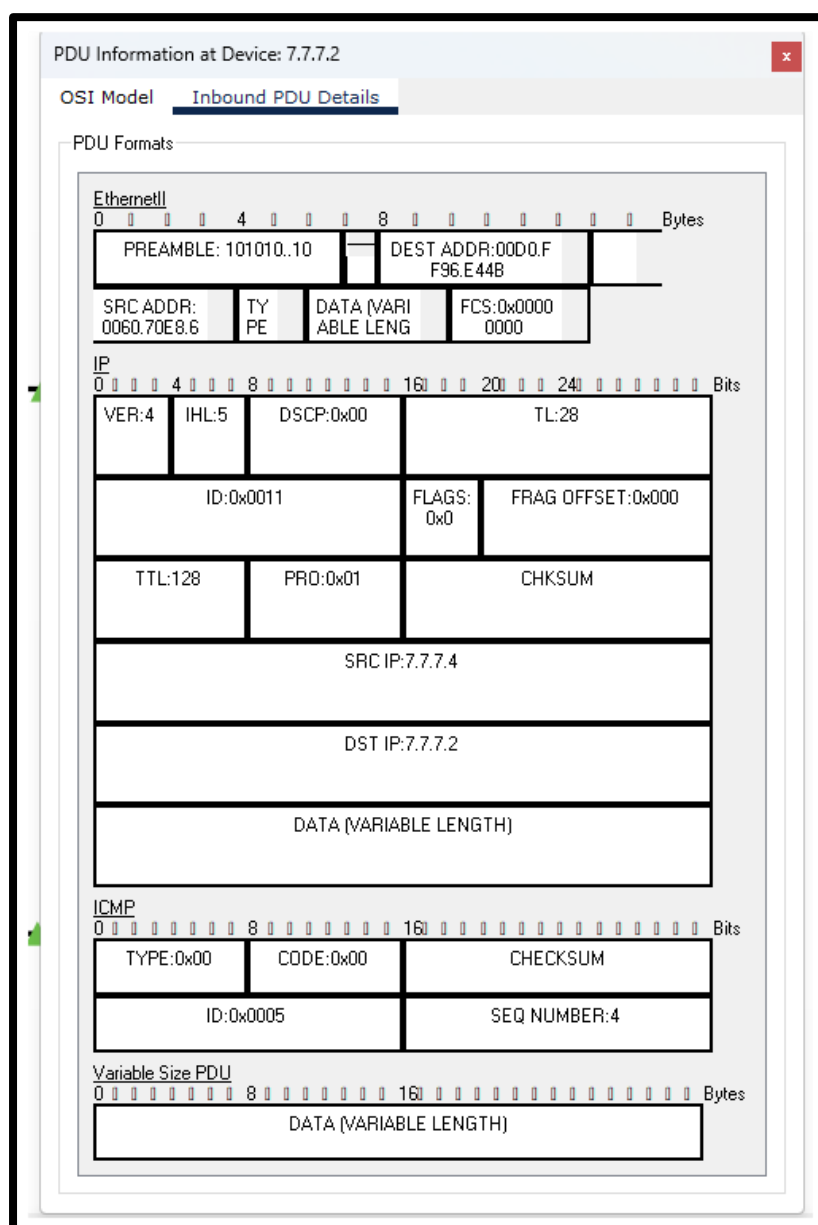 PDU Information at Device: 7.7.7.2
x
OSI Model Inbound PDU Details
PDU Formats
EthernetII
0 4 8 Bytes
PREAMBLE: 101010..10 DEST ADDR:00D0.F
F96.E44B
SRC ADDR: TY DATA (VARI FCS:0x0000
0060.70E8.6 PE ABLE LENG 0000
IP
0 4 8 16 20 24 Bits
VER:4 IHL:5 DSCP:0x00 TL:28
ID:0x0011 FLAGS: FRAG OFFSET:0x000
0x0
TTL:128 PRO:0x01 CHKSUM
SRC IP:7.7.7.4
DST IP:7.7.7.2
DATA (VARIABLE LENGTH)
ICMP
0 8 16 Bits
TYPE:0x00 CODE:0x00 CHECKSUM
ID:0x0005 SEQ NUMBER:4
Variable Size PDU
0 8 16 Bytes
DATA (VARIABLE LENGTH)